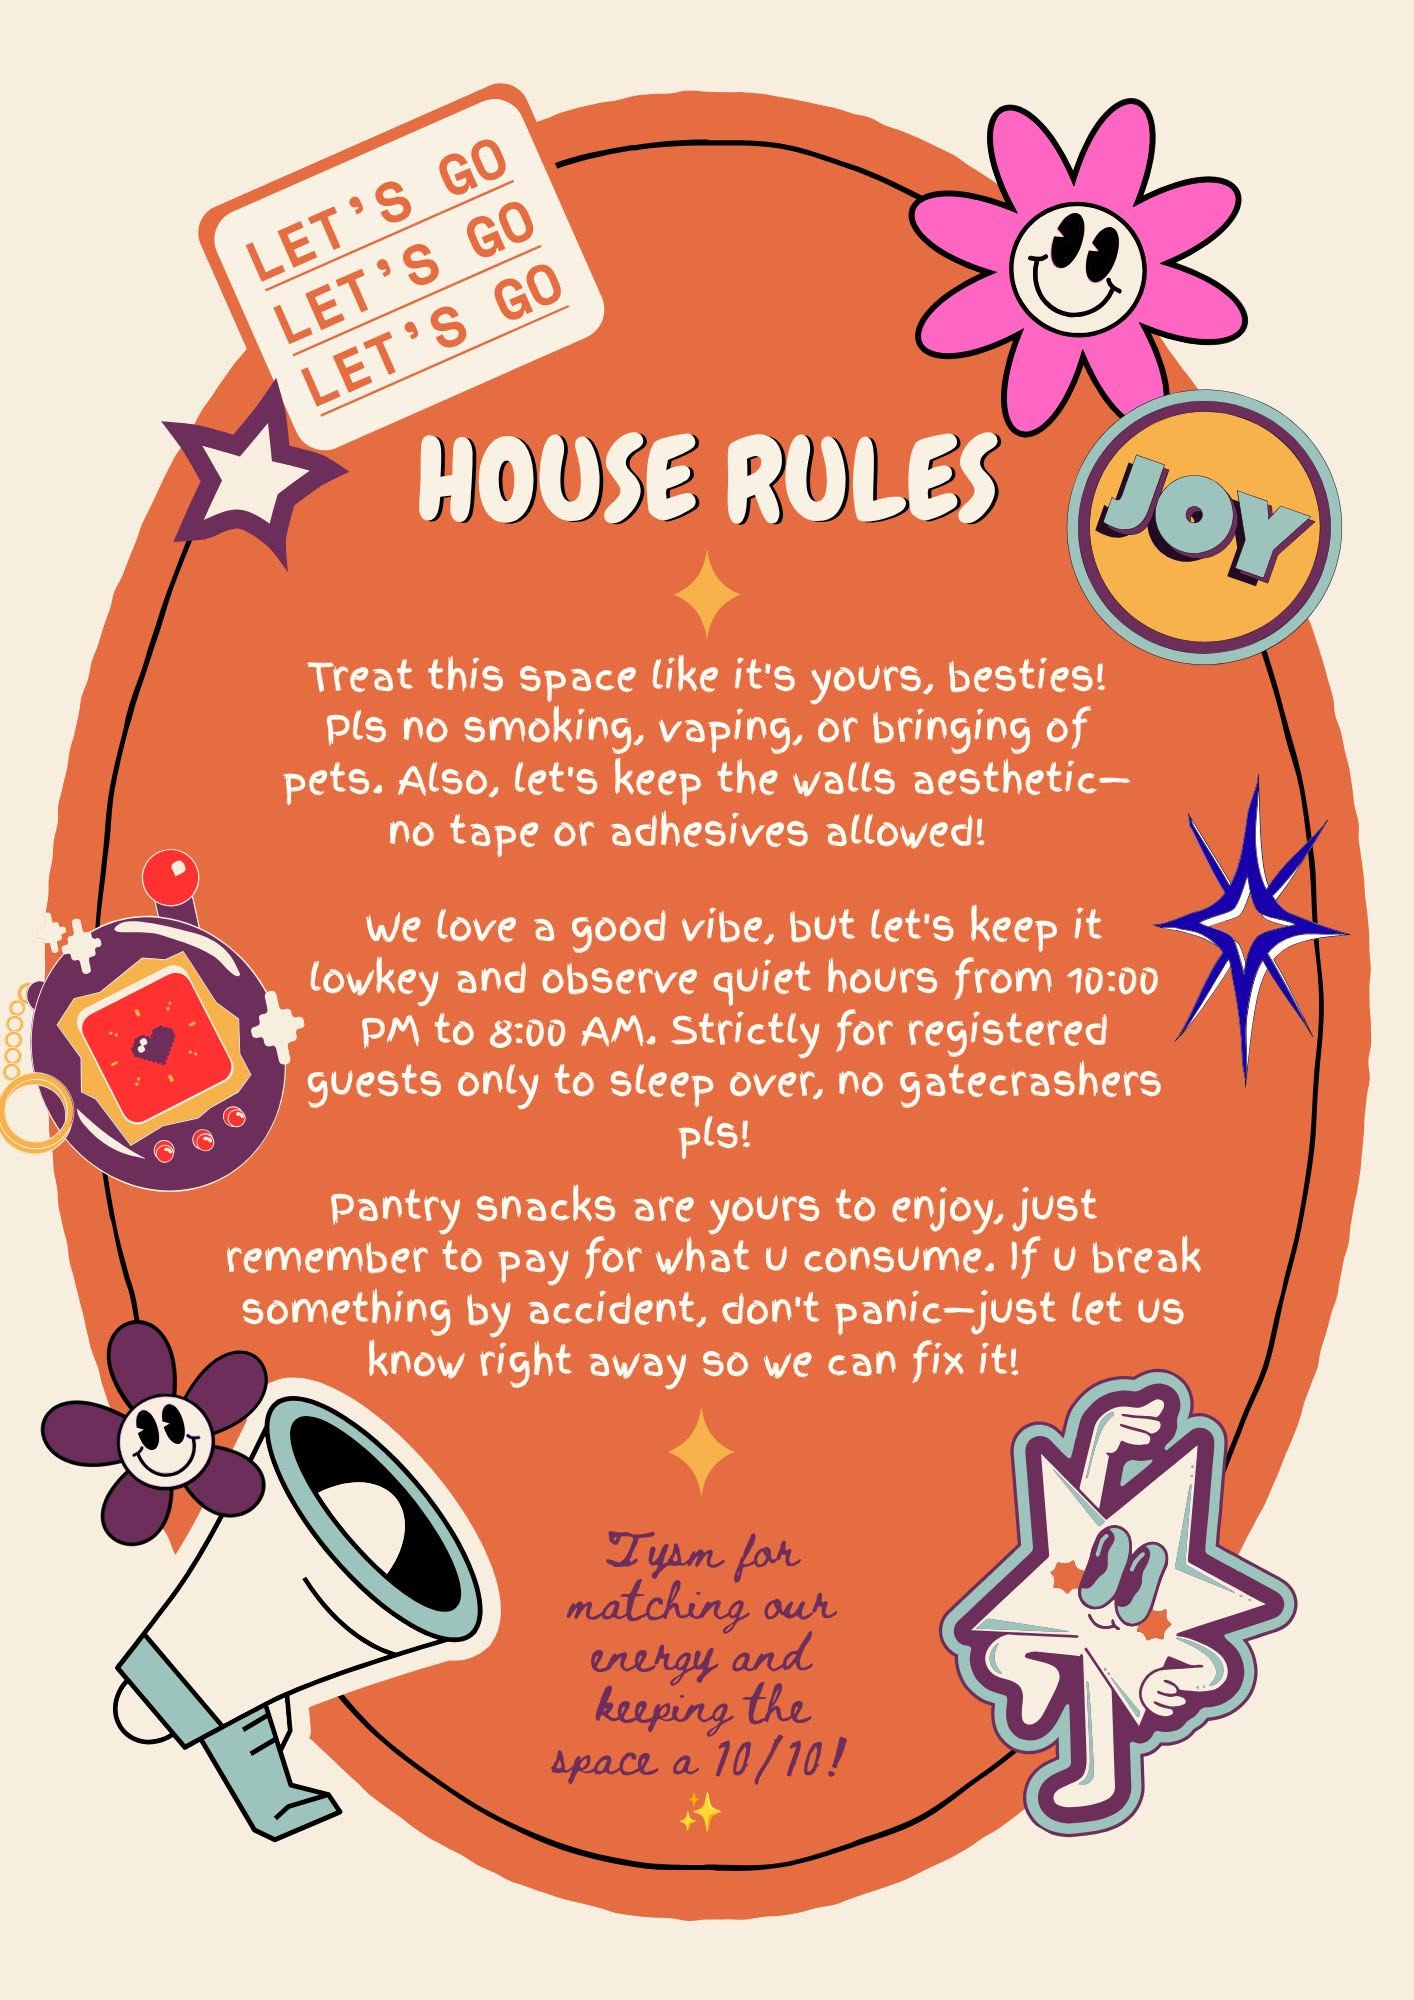 LET'S GO
LET'S GO
LET'S GO
JOY
HOUSE RULES
Treat this space like it's yours, besties!
Pls no smoking, vaping, or bringing of
pets. Also, let's keep the walls aesthetic—
no tape or adhesives allowed!
We love a good vibe, but let's keep it
lowkey and observe quiet hours from 10:00
PM to 8:00 AM. Strictly for registered
guests only to sleep over, no gatecrashers
pls!
Pantry snacks are yours to enjoy, just
remember to pay for what u consume. If u break
something by accident, don't panic—just let us
know right away so we can fix it!
Tysm for
matching our
energy and
keeping the
space a 10/10!
✨